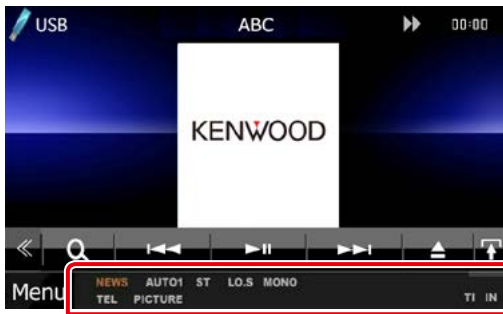 USB ABC 00:00
KENWOOD
Menu
NEWS AUTO1 ST LO.S MONO
TEL PICTURE TI IN